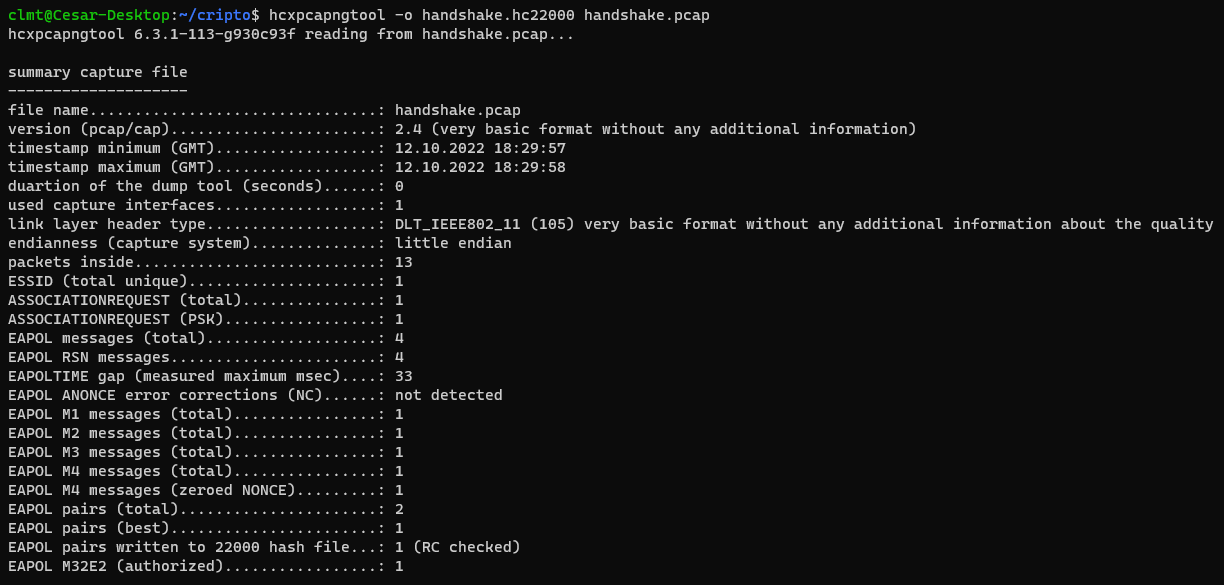 clmt@Cesar-Desktop:~/cripto$ hcxpcapngtool -o handshake.hc22000 handshake.pcap
hcxpcapngtool 6.3.1-113-g930c93f reading from handshake.pcap...

summary capture file
--------------------
file name................................: handshake.pcap
version (pcap/cap).......................: 2.4 (very basic format without any additional information)
timestamp minimum (GMT)..................: 12.10.2022 18:29:57
timestamp maximum (GMT)..................: 12.10.2022 18:29:58
duartion of the dump tool (seconds)......: 0
used capture interfaces..................: 1
link layer header type...................: DLT_IEEE802_11 (105) very basic format without any additional information about the quality
endianness (capture system)..............: little endian
packets inside...........................: 13
ESSID (total unique).....................: 1
ASSOCIATIONREQUEST (total)...............: 1
ASSOCIATIONREQUEST (PSK).................: 1
EAPOL messages (total)...................: 4
EAPOL RSN messages.......................: 4
EAPOLTIME gap (measured maximum msec)....: 33
EAPOL ANONCE error corrections (NC)......: not detected
EAPOL M1 messages (total)................: 1
EAPOL M2 messages (total)................: 1
EAPOL M3 messages (total)................: 1
EAPOL M4 messages (total)................: 1
EAPOL M4 messages (zeroed NONCE).........: 1
EAPOL pairs (total)......................: 2
EAPOL pairs (best).......................: 1
EAPOL pairs written to 22000 hash file...: 1 (RC checked)
EAPOL M32E2 (authorized).................: 1